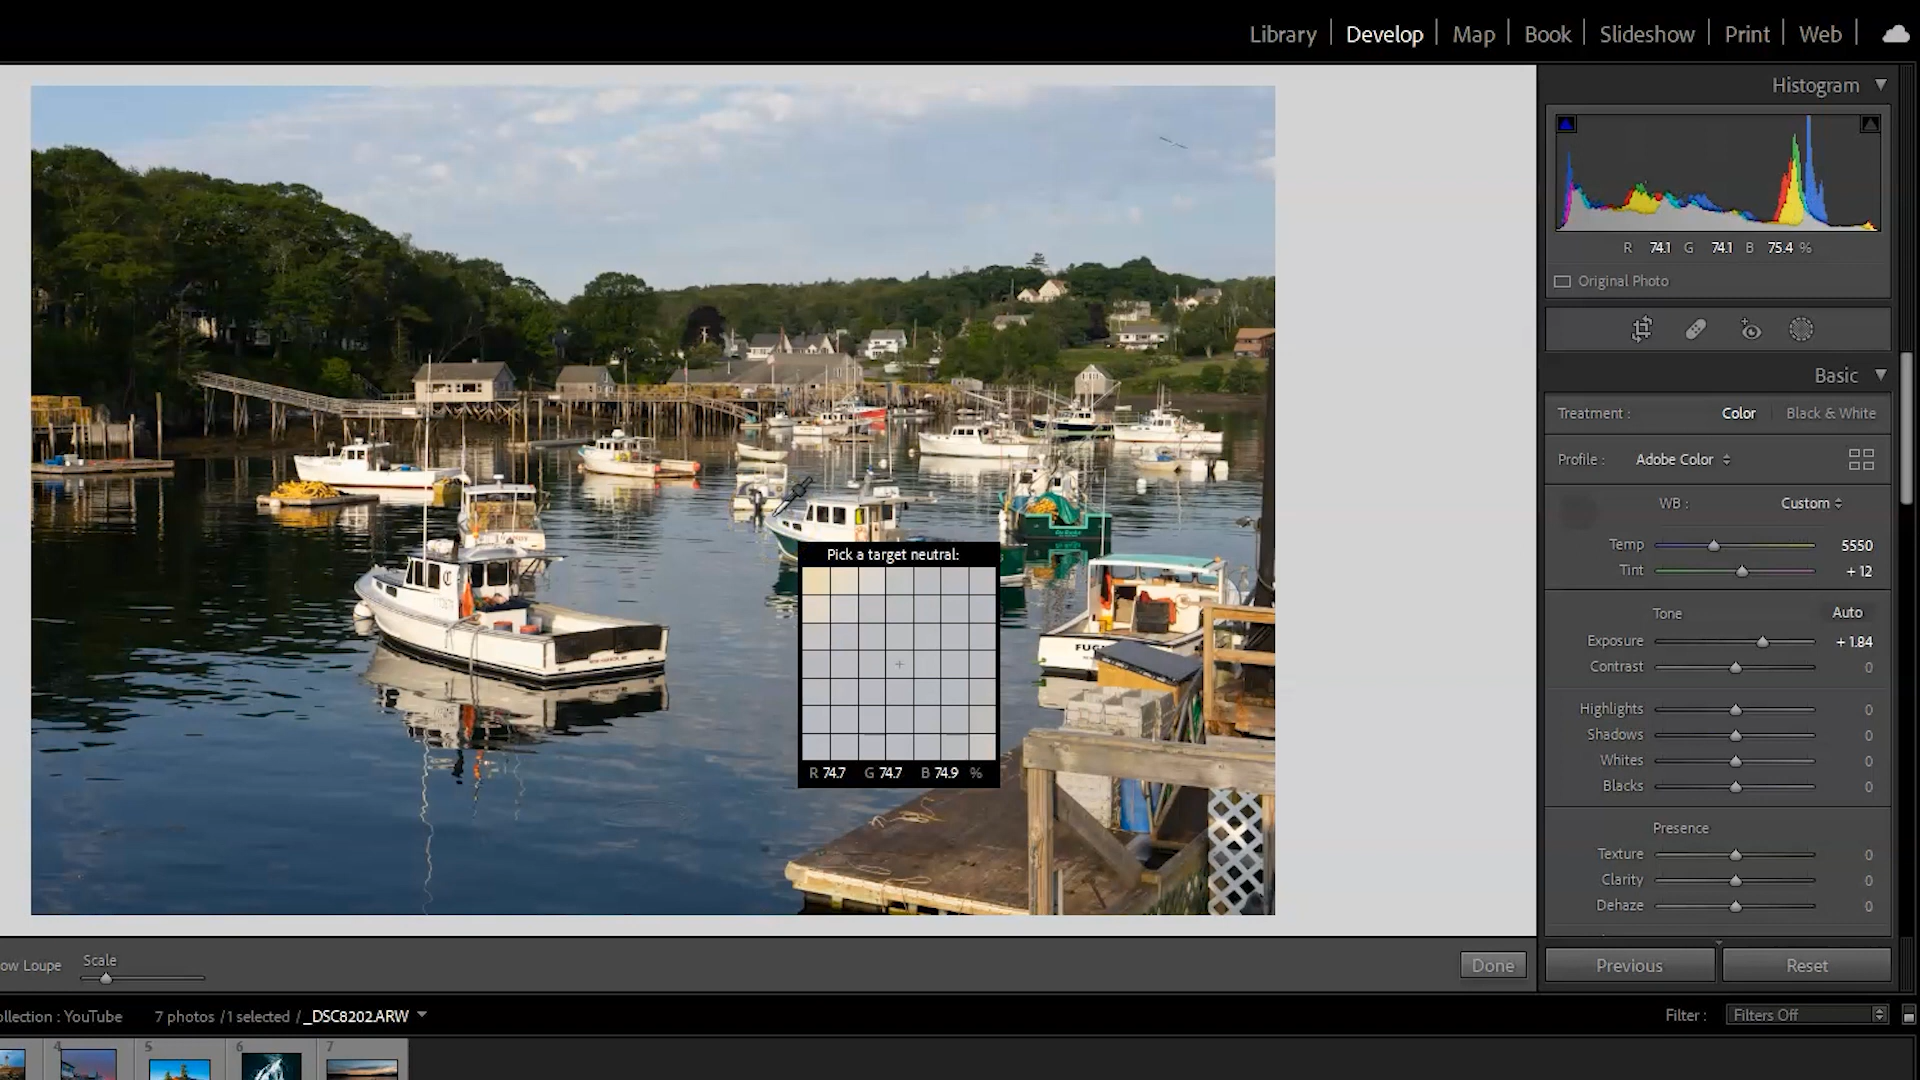 Library Develop Map Book Slideshow Print Web
Histogram
R 74.1 G 74.1 B 75.4 %
Original Photo
Basic
Treatment : Color Black & White
Profile : Adobe Color
WB : Custom
Temp 5550
Tint + 12
Tone Auto
Exposure + 1.84
Contrast 0
Highlights 0
Shadows 0
Whites 0
Blacks 0
Presence
Texture 0
Clarity 0
Dehaze 0
Previous Reset
Pick a target neutral:
R 74.7 G 74.7 B 74.9 %
ow Loupe Scale
Done
ollection : YouTube 7 photos / 1 selected / _DSC8202.ARW
Filter : Filters Off
4 5 6 7